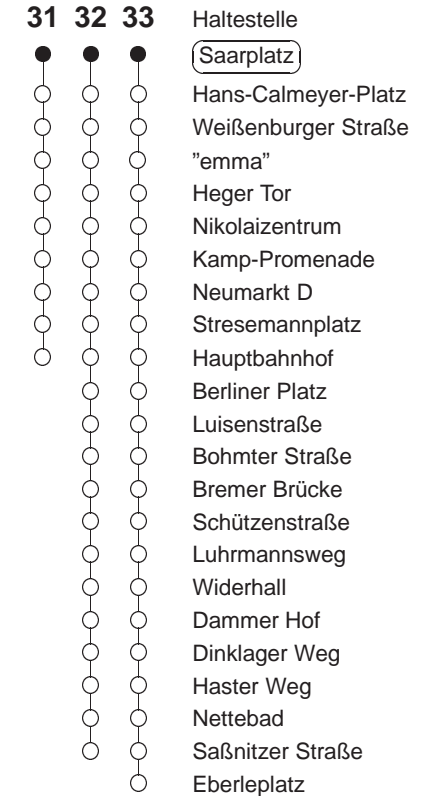 31 32 33 Haltestelle
Saarplatz
Hans-Calmeyer-Platz
Weißenburger Straße
”emma”
Heger Tor
Nikolaizentrum
Kamp-Promenade
Neumarkt D
Stresemannplatz
Hauptbahnhof
Berliner Platz
Luisenstraße
Bohmter Straße
Bremer Brücke
Schützenstraße
Luhrmannsweg
Widerhall
Dammer Hof
Dinklager Weg
Haster Weg
Nettebad
Saßnitzer Straße
Eberleplatz